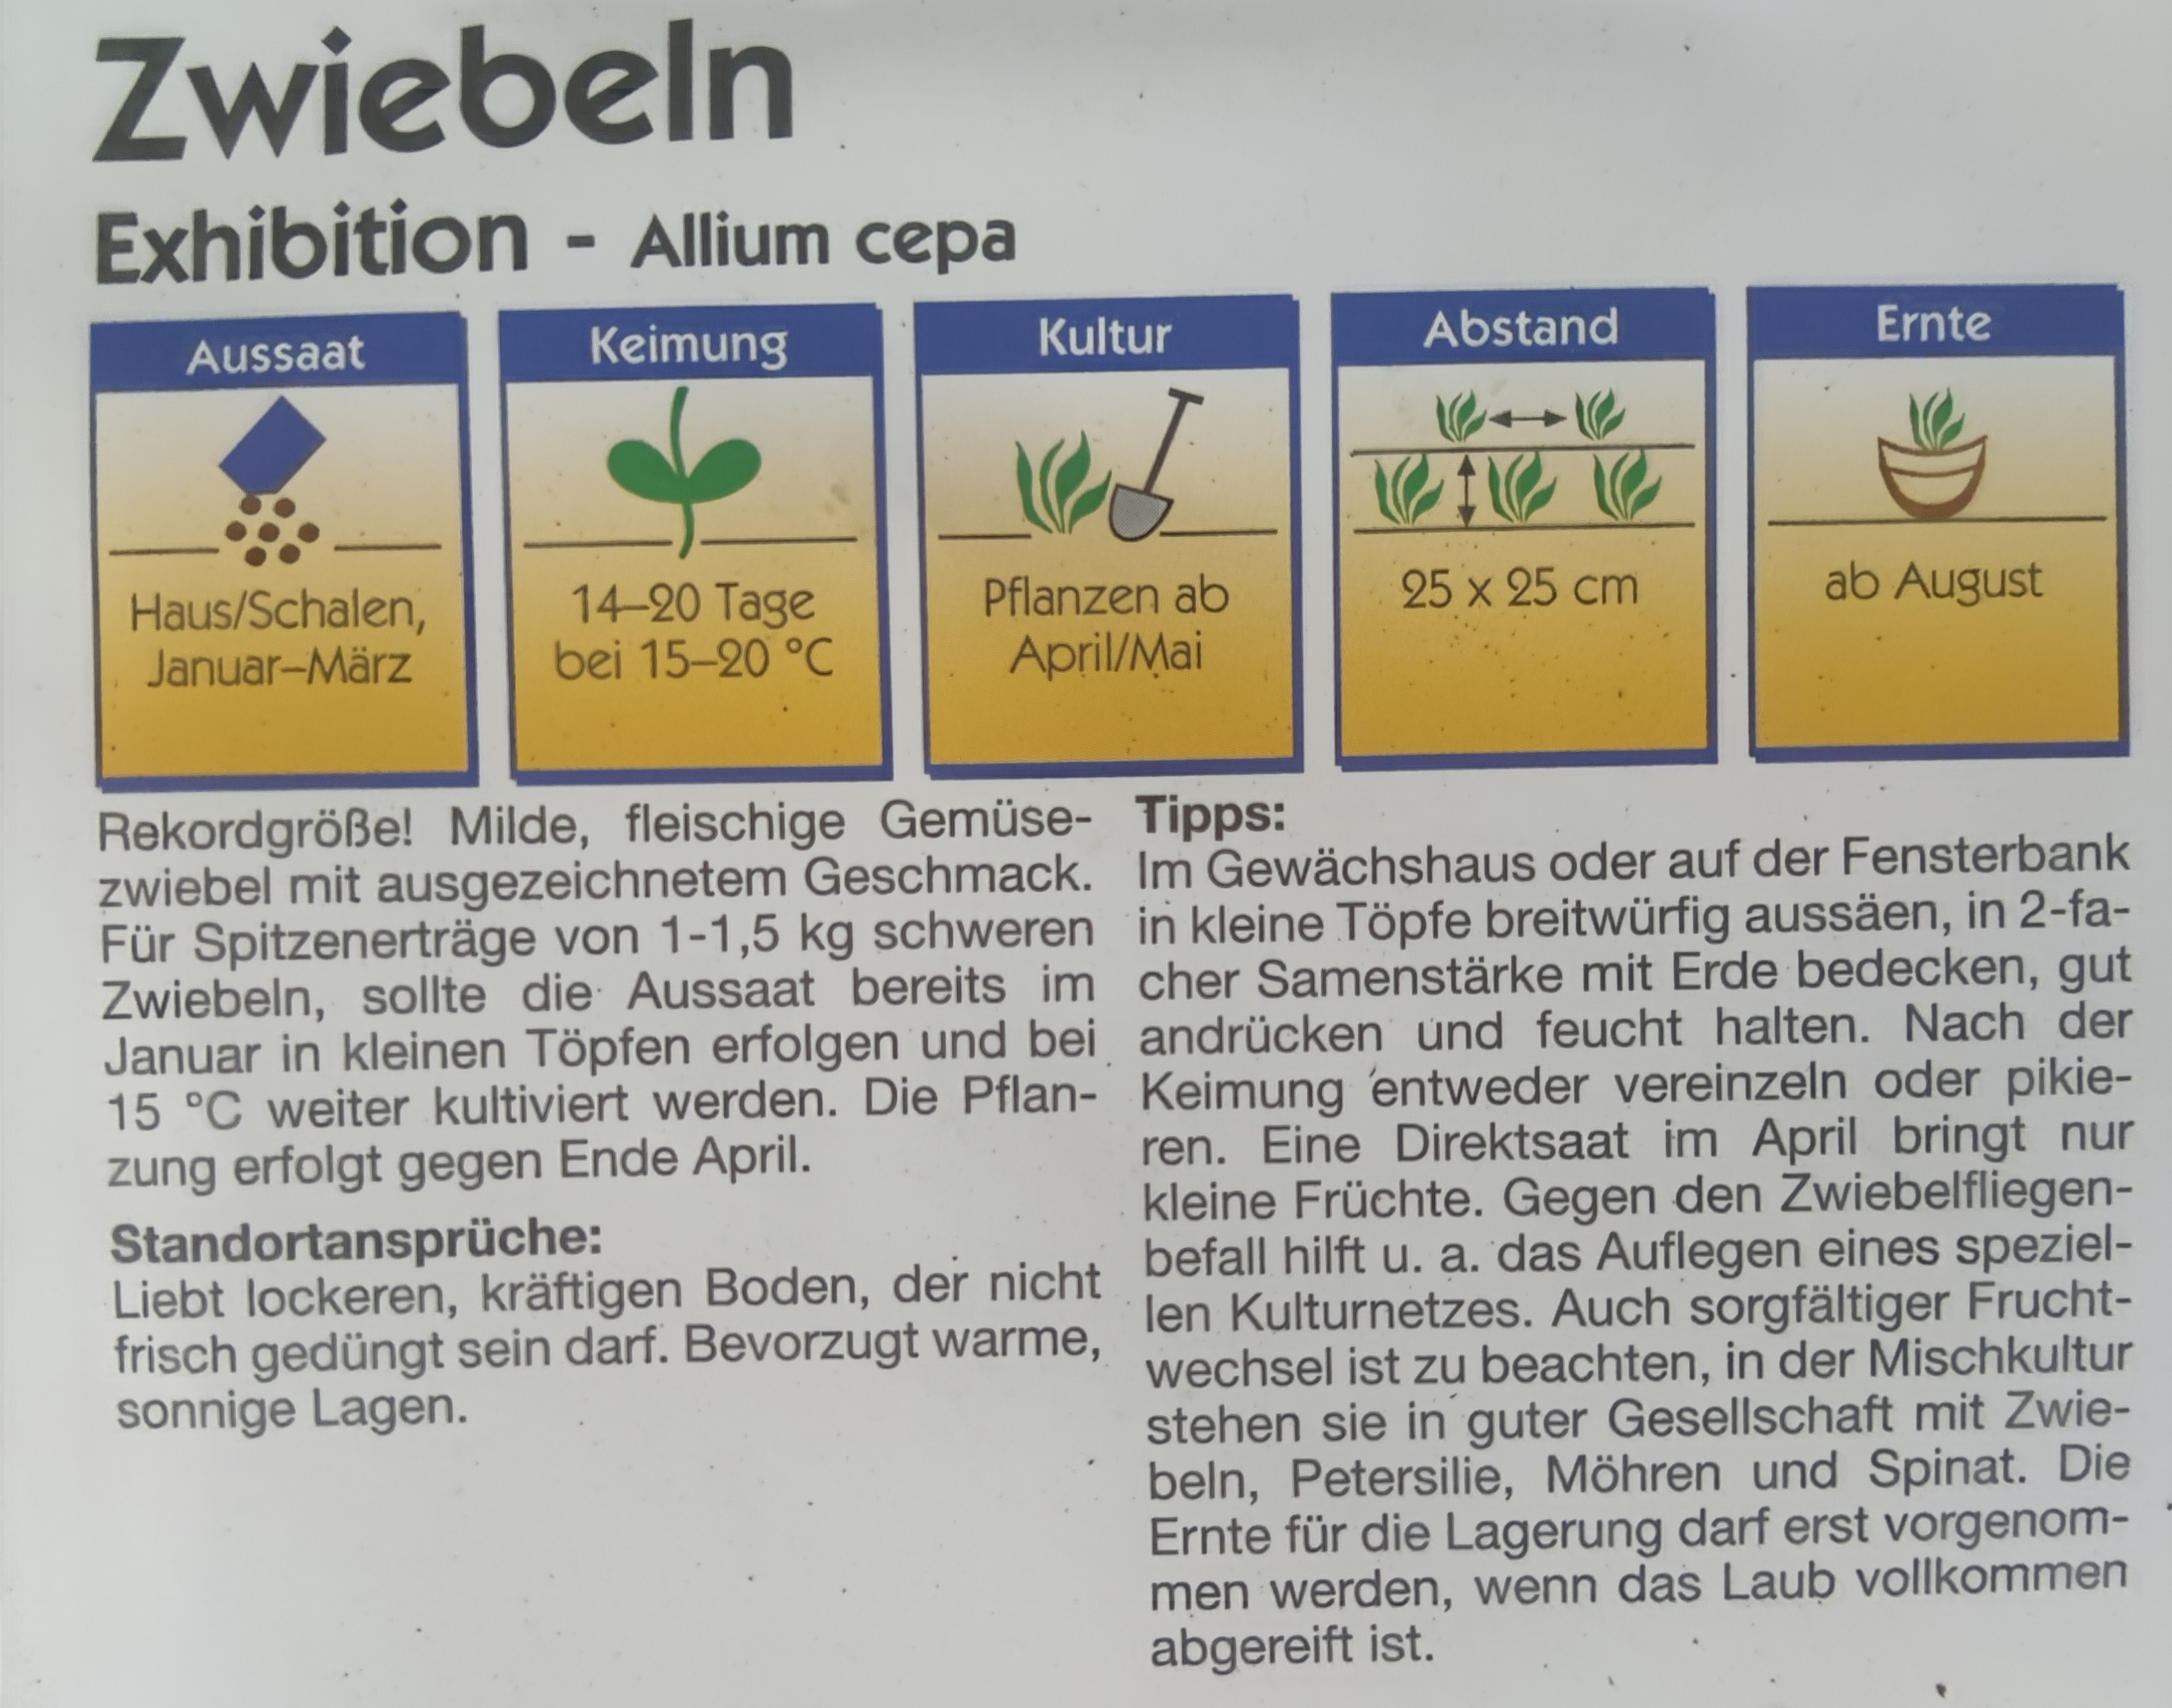 Zwiebeln
Exhibition - Allium cepa
Aussaat
Haus/Schalen,
Januar–März
Keimung
14–20 Tage
bei 15–20 °C
Kultur
Pflanzen ab
April/Mai
Abstand
25 x 25 cm
Ernte
ab August
Rekordgröße! Milde, fleischige Gemüse-
zwiebel mit ausgezeichnetem Geschmack.
Für Spitzenerträge von 1-1,5 kg schweren
Zwiebeln, sollte die Aussaat bereits im
Januar in kleinen Töpfen erfolgen und bei
15 °C weiter kultiviert werden. Die Pflan-
zung erfolgt gegen Ende April.
Standortansprüche:
Liebt lockeren, kräftigen Boden, der nicht
frisch gedüngt sein darf. Bevorzugt warme,
sonnige Lagen.
Tipps:
Im Gewächshaus oder auf der Fensterbank
in kleine Töpfe breitwürfig aussäen, in 2-fa-
cher Samenstärke mit Erde bedecken, gut
andrücken und feucht halten. Nach der
Keimung entweder vereinzeln oder pikie-
ren. Eine Direktsaat im April bringt nur
kleine Früchte. Gegen den Zwiebelfliegen-
befall hilft u. a. das Auflegen eines speziel-
len Kulturnetzes. Auch sorgfältiger Frucht-
wechsel ist zu beachten, in der Mischkultur
stehen sie in guter Gesellschaft mit Zwie-
beln, Petersilie, Möhren und Spinat. Die
Ernte für die Lagerung darf erst vorgenom-
men werden, wenn das Laub vollkommen
abgereift ist.